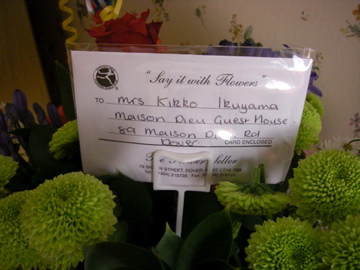 "Say it with Flowers"
TO Mrs Kikko Ikuyama
Maison Dieu Guest House
89 Maison Dieu Rd
Dover
CARD ENCLOSED